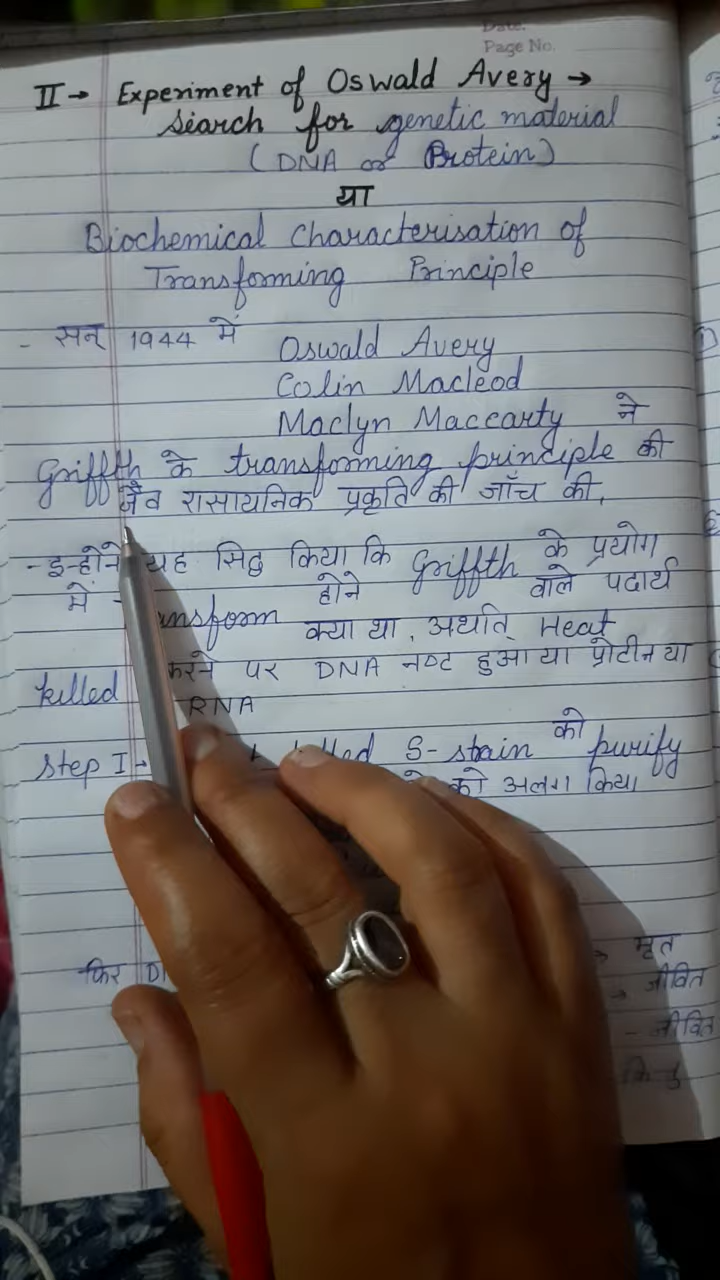 Date.
Page No.
II→ Experiment of Oswald Avery →
Search for genetic material
(DNA or Protein)
या
Biochemical Characterisation of
Transforming Principle
- सन् 1944 में Oswald Avery
Colin Macleod
Maclyn Maccarty ने
Griffth के transforming principle की
जैव रासायनिक प्रकृति की जाँच की,
- इन्होंने यह सिद्ध किया कि Griffth के प्रयोग
में होने वाले पदार्थ
क्या था, अर्थात् Heat
killed करने पर DNA नष्ट हुआ या प्रोटीन या
RNA
Step I- S-stain को purify
को अलग किया
मृत
फिर → जीवित
- जीवित